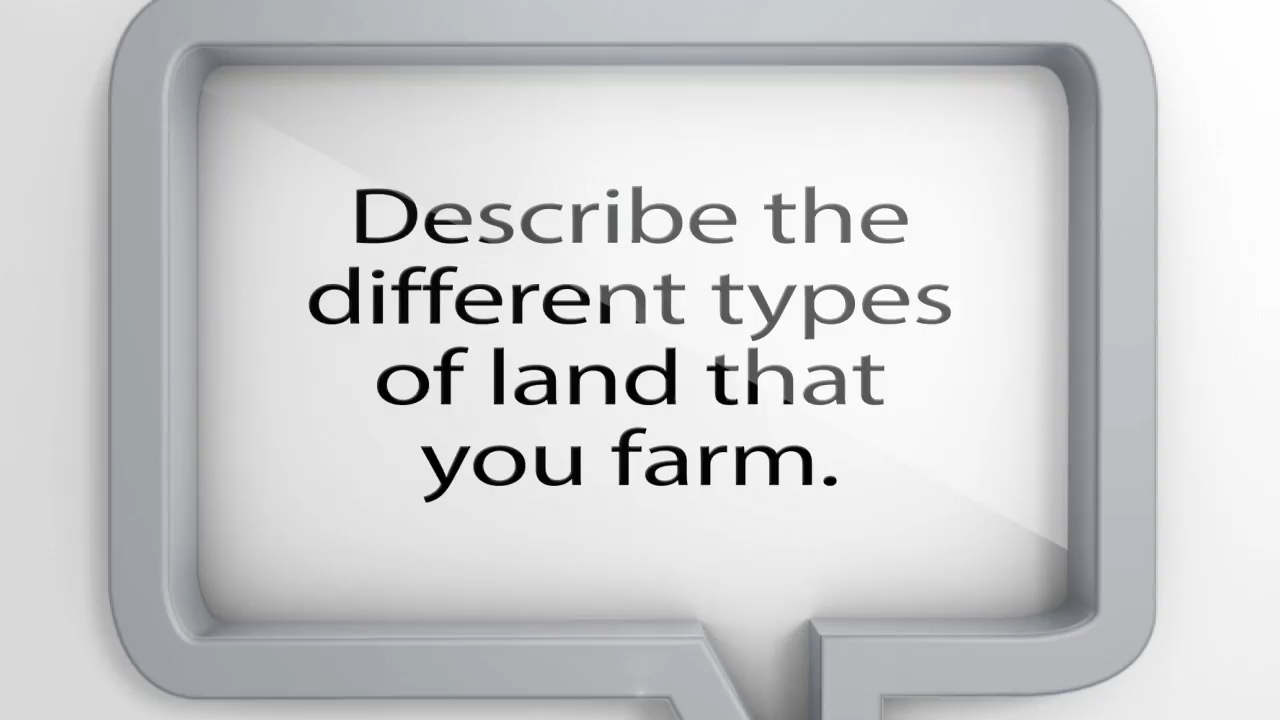 Describe the
different types
of land that
you farm.